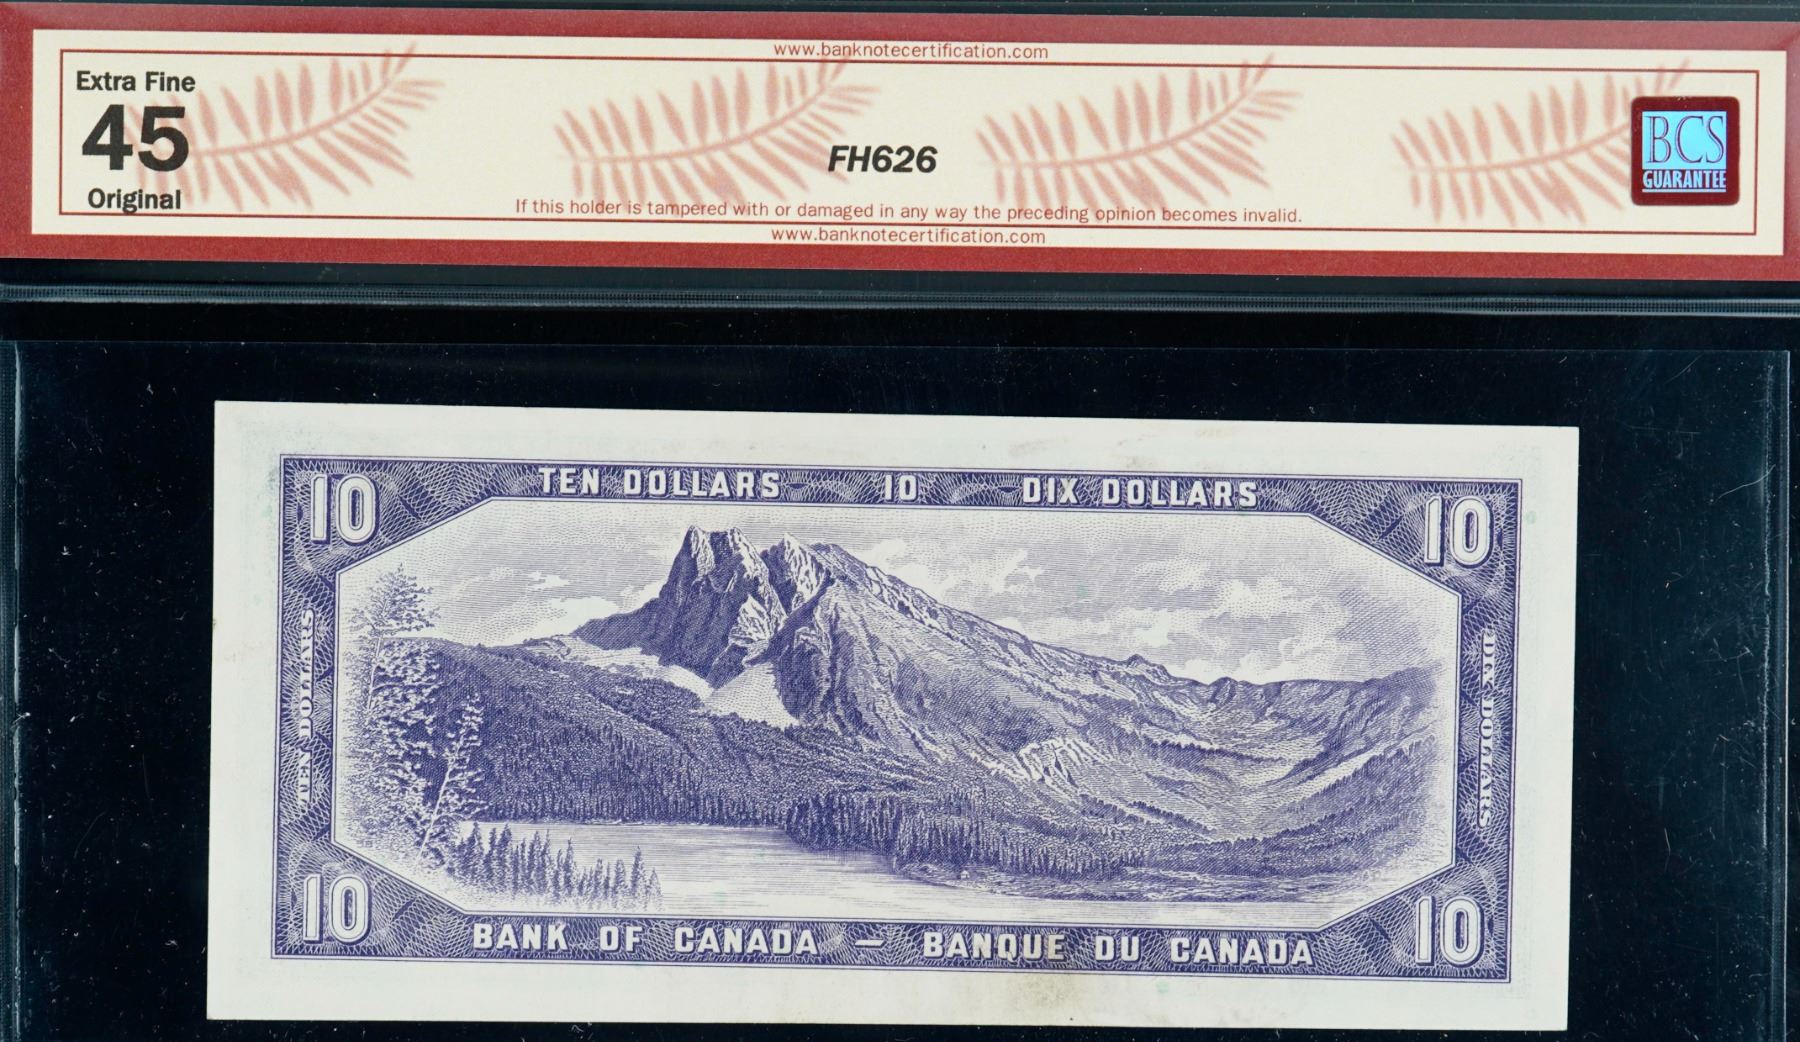 www.banknotecertification.com
Extra Fine
45
Original
FH626
BCS
GUARANTEE
If this holder is tampered with or damaged in any way the preceding opinion becomes invalid.
www.banknotecertification.com
10 TEN DOLLARS 10 DIX DOLLARS 10
TEN DOLLARS
DIX DOLLARS
10 BANK OF CANADA — BANQUE DU CANADA 10